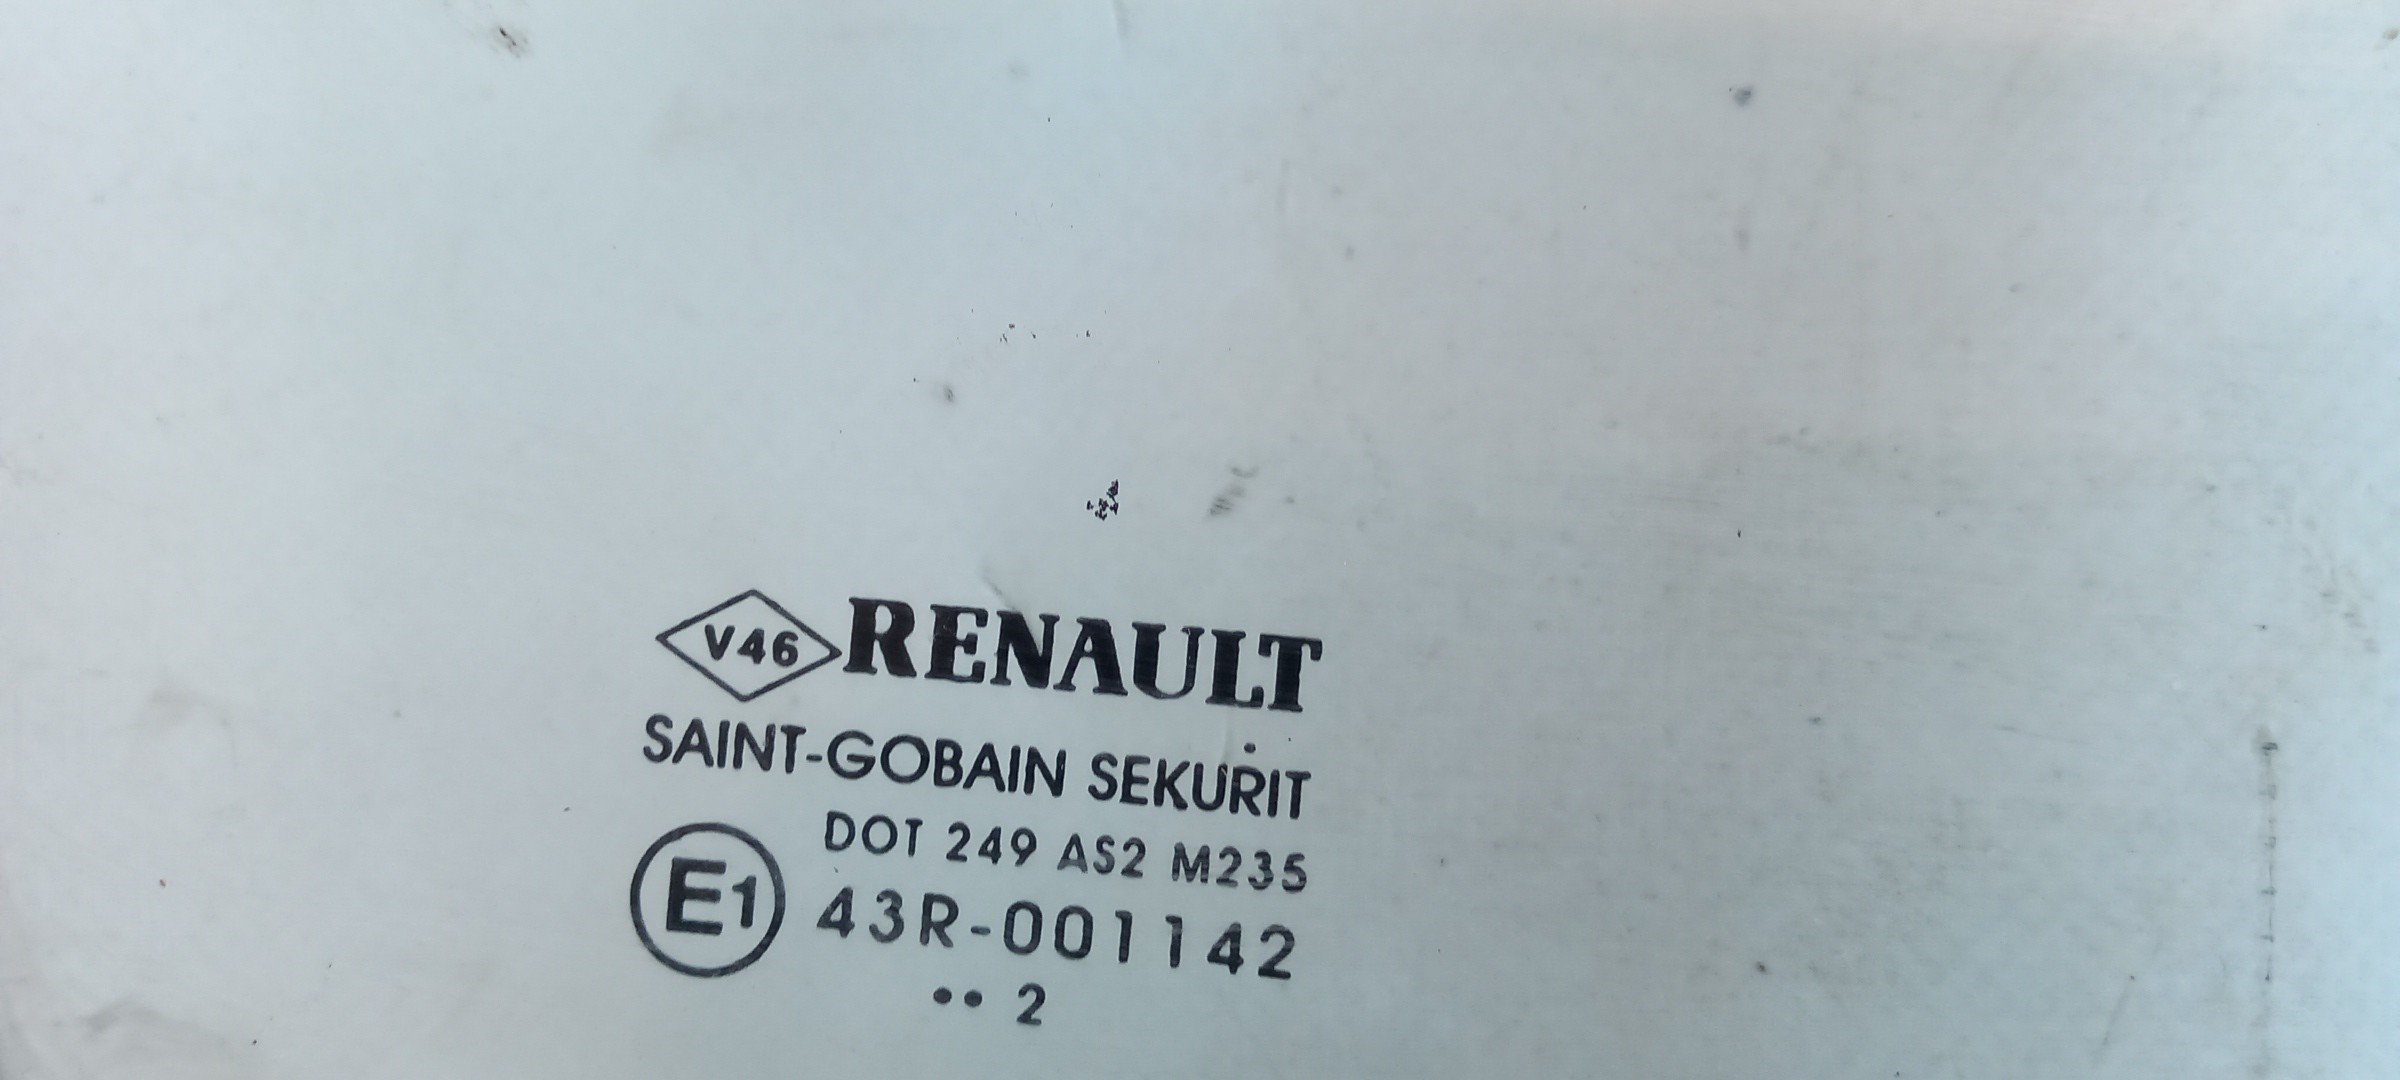 V46 RENAULT
SAINT-GOBAIN SEKURIT
DOT 249 AS2 M235
E1 43R-001142
•• 2